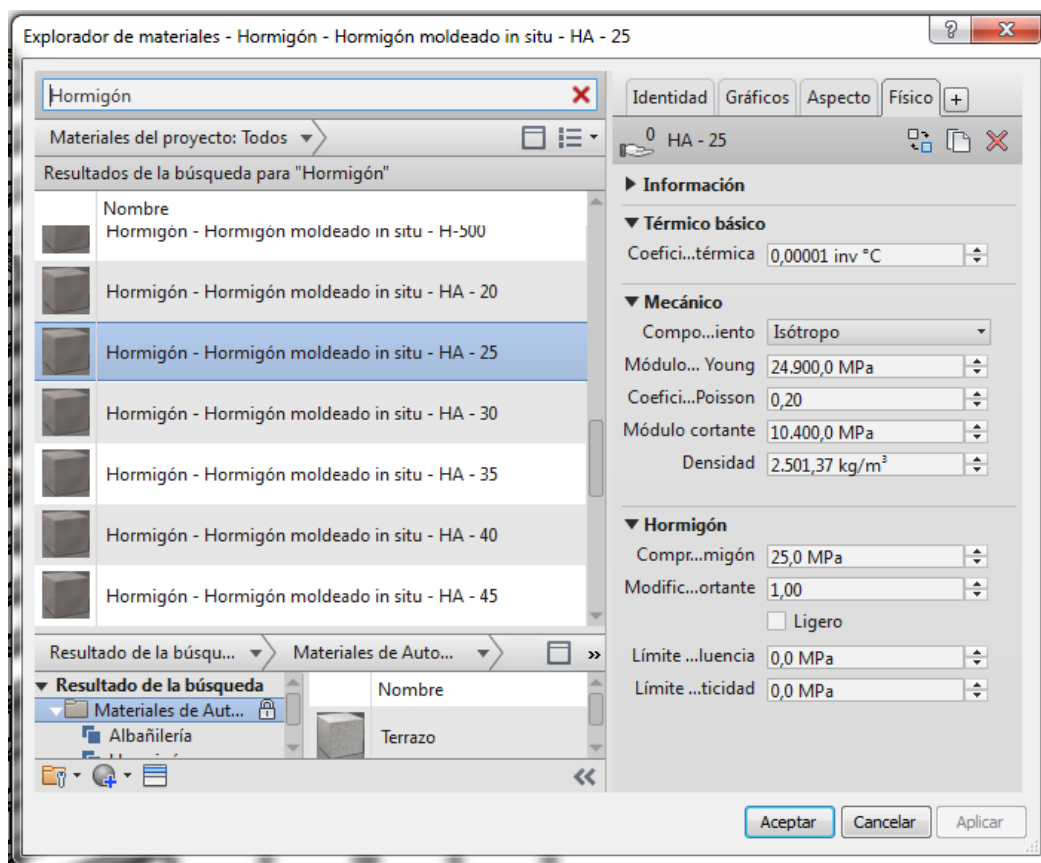 Explorador de materiales - Hormigón - Hormigón moldeado in situ - HA - 25
Hormigón
Materiales del proyecto: Todos
Resultados de la búsqueda para "Hormigón"
Nombre
Hormigón - Hormigón moldeado in situ - H-500
Hormigón - Hormigón moldeado in situ - HA - 20
Hormigón - Hormigón moldeado in situ - HA - 25
Hormigón - Hormigón moldeado in situ - HA - 30
Hormigón - Hormigón moldeado in situ - HA - 35
Hormigón - Hormigón moldeado in situ - HA - 40
Hormigón - Hormigón moldeado in situ - HA - 45
Resultado de la búsqu... Materiales de Auto... »
Resultado de la búsqueda
Materiales de Aut...
Albañilería
Nombre
Terrazo
Identidad Gráficos Aspecto Físico +
0 HA - 25
Información
Térmico básico
Coefici...térmica 0,00001 inv °C
Mecánico
Compo...iento Isótropo
Módulo... Young 24.900,0 MPa
Coefici...Poisson 0,20
Módulo cortante 10.400,0 MPa
Densidad 2.501,37 kg/m³
Hormigón
Compr...migón 25,0 MPa
Modific...ortante 1,00
Ligero
Límite ...luencia 0,0 MPa
Límite ...ticidad 0,0 MPa
Aceptar Cancelar Aplicar